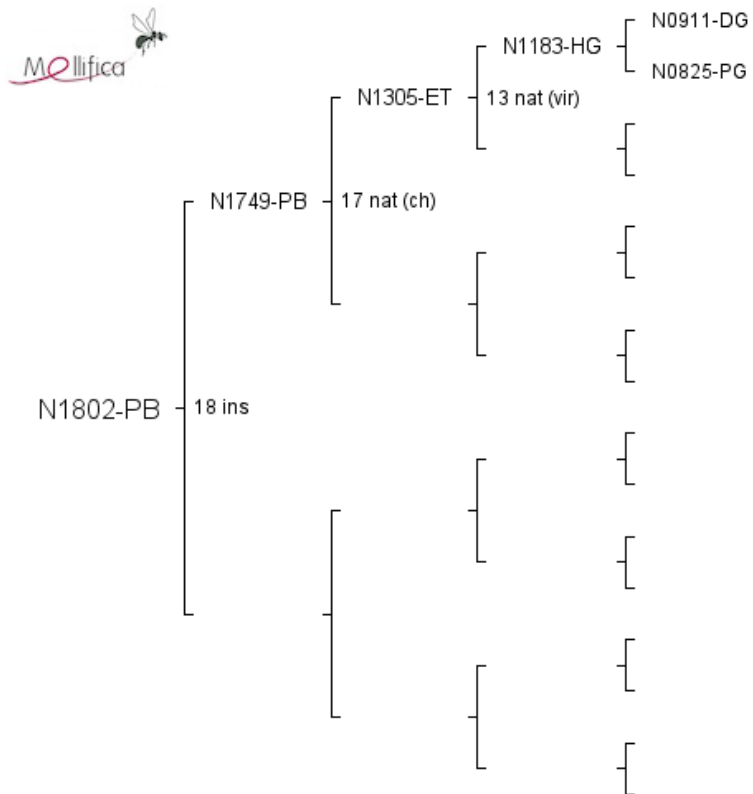 Mellifica
N0911-DG
N1183-HG
N0825-PG
N1305-ET
13 nat (vir)
N1749-PB
17 nat (ch)
N1802-PB
18 ins